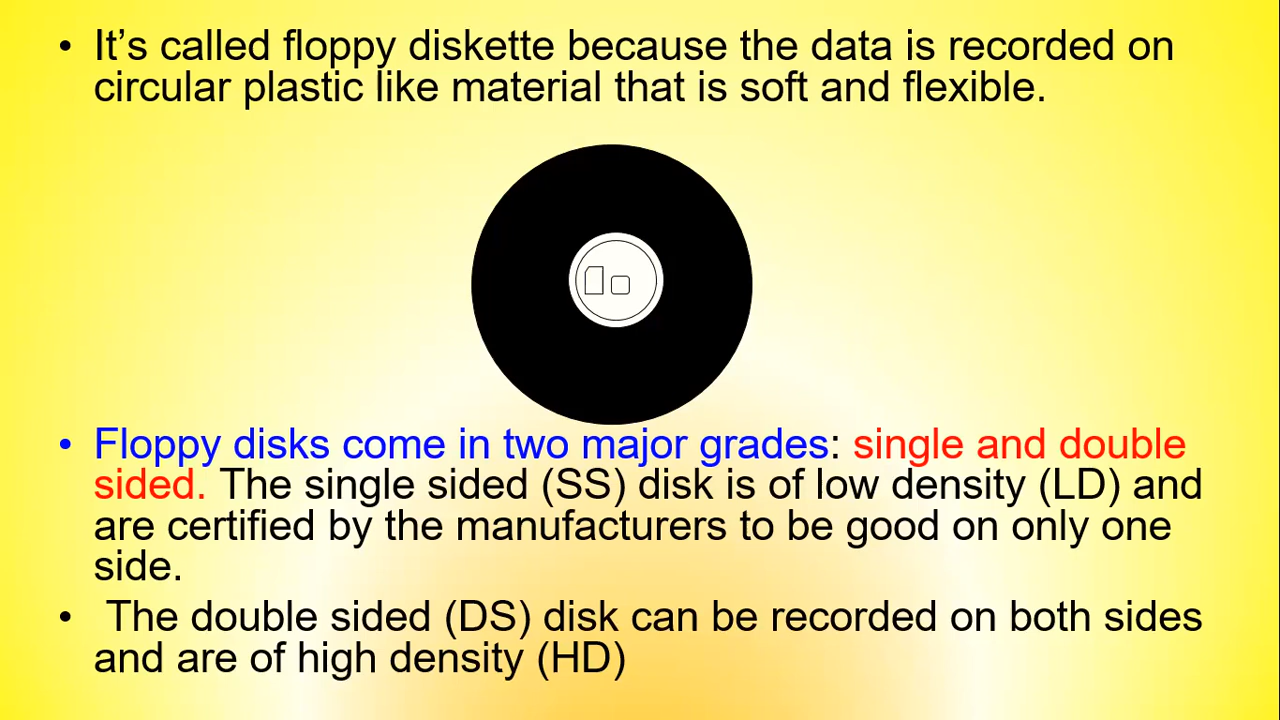 • It’s called floppy diskette because the data is recorded on
circular plastic like material that is soft and flexible.
• Floppy disks come in two major grades: single and double
sided. The single sided (SS) disk is of low density (LD) and
are certified by the manufacturers to be good on only one
side.
• The double sided (DS) disk can be recorded on both sides
and are of high density (HD)